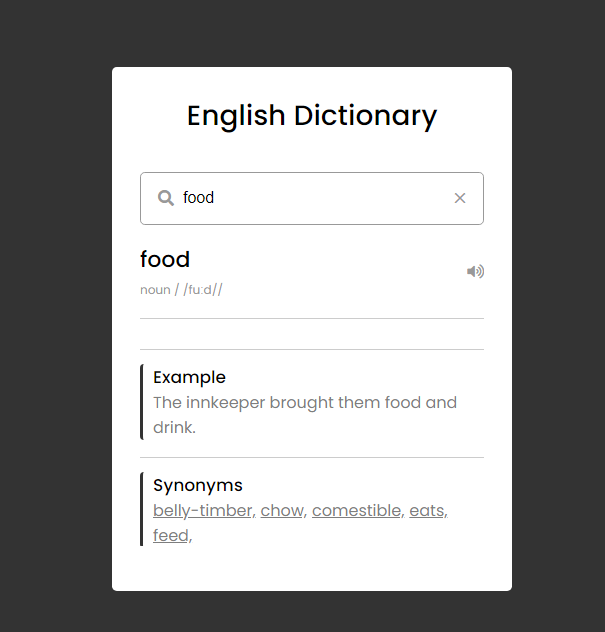 English Dictionary
food
food
noun / /fuːd//
Example
The innkeeper brought them food and
drink.
Synonyms
belly-timber, chow, comestible, eats,
feed,